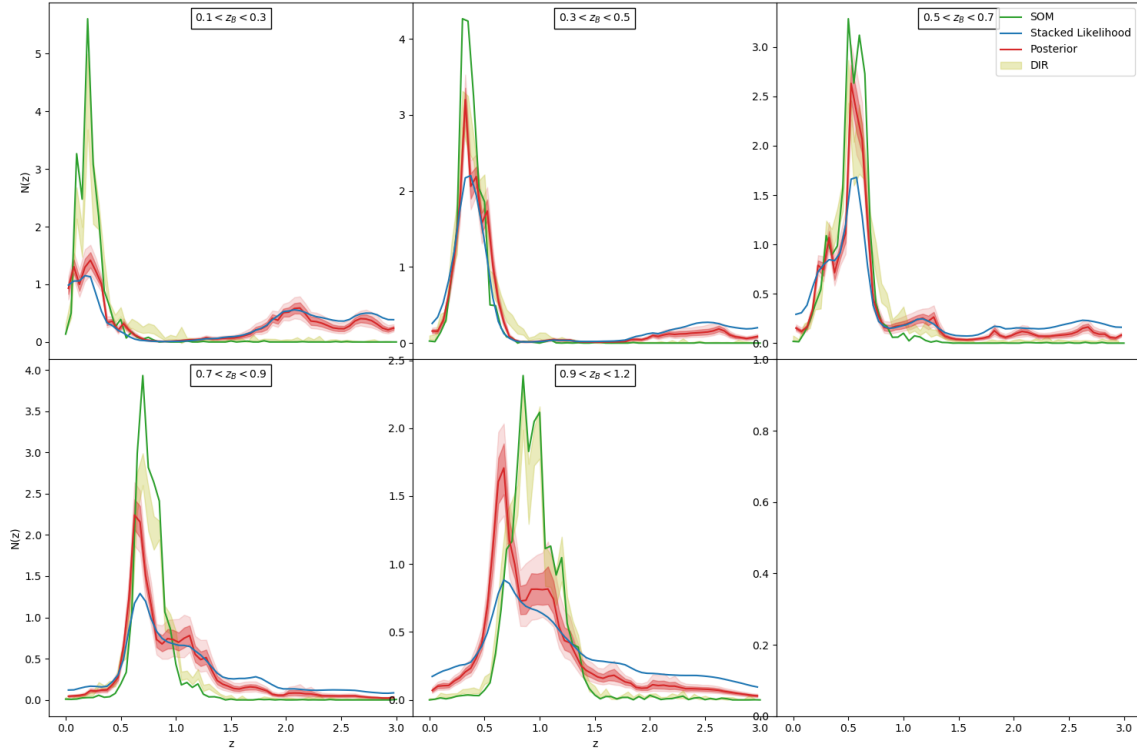 0.1 < z_B < 0.3
0.3 < z_B < 0.5
0.5 < z_B < 0.7
SOM
Stacked Likelihood
Posterior
DIR
N(z)
5
4
3
2
1
0
4
3
2
1
0
3.0
2.5
2.0
1.5
1.0
0.5
0.0
0.7 < z_B < 0.9
0.9 < z_B < 1.2
N(z)
4.0
3.5
3.0
2.5
2.0
1.5
1.0
0.5
0.0
2.5
2.0
1.5
1.0
0.5
0.0
1.0
0.8
0.6
0.4
0.2
0.0
0.0 0.5 1.0 1.5 2.0 2.5 3.0
0.0 0.5 1.0 1.5 2.0 2.5 3.0
0.0 0.5 1.0 1.5 2.0 2.5 3.0
z
z